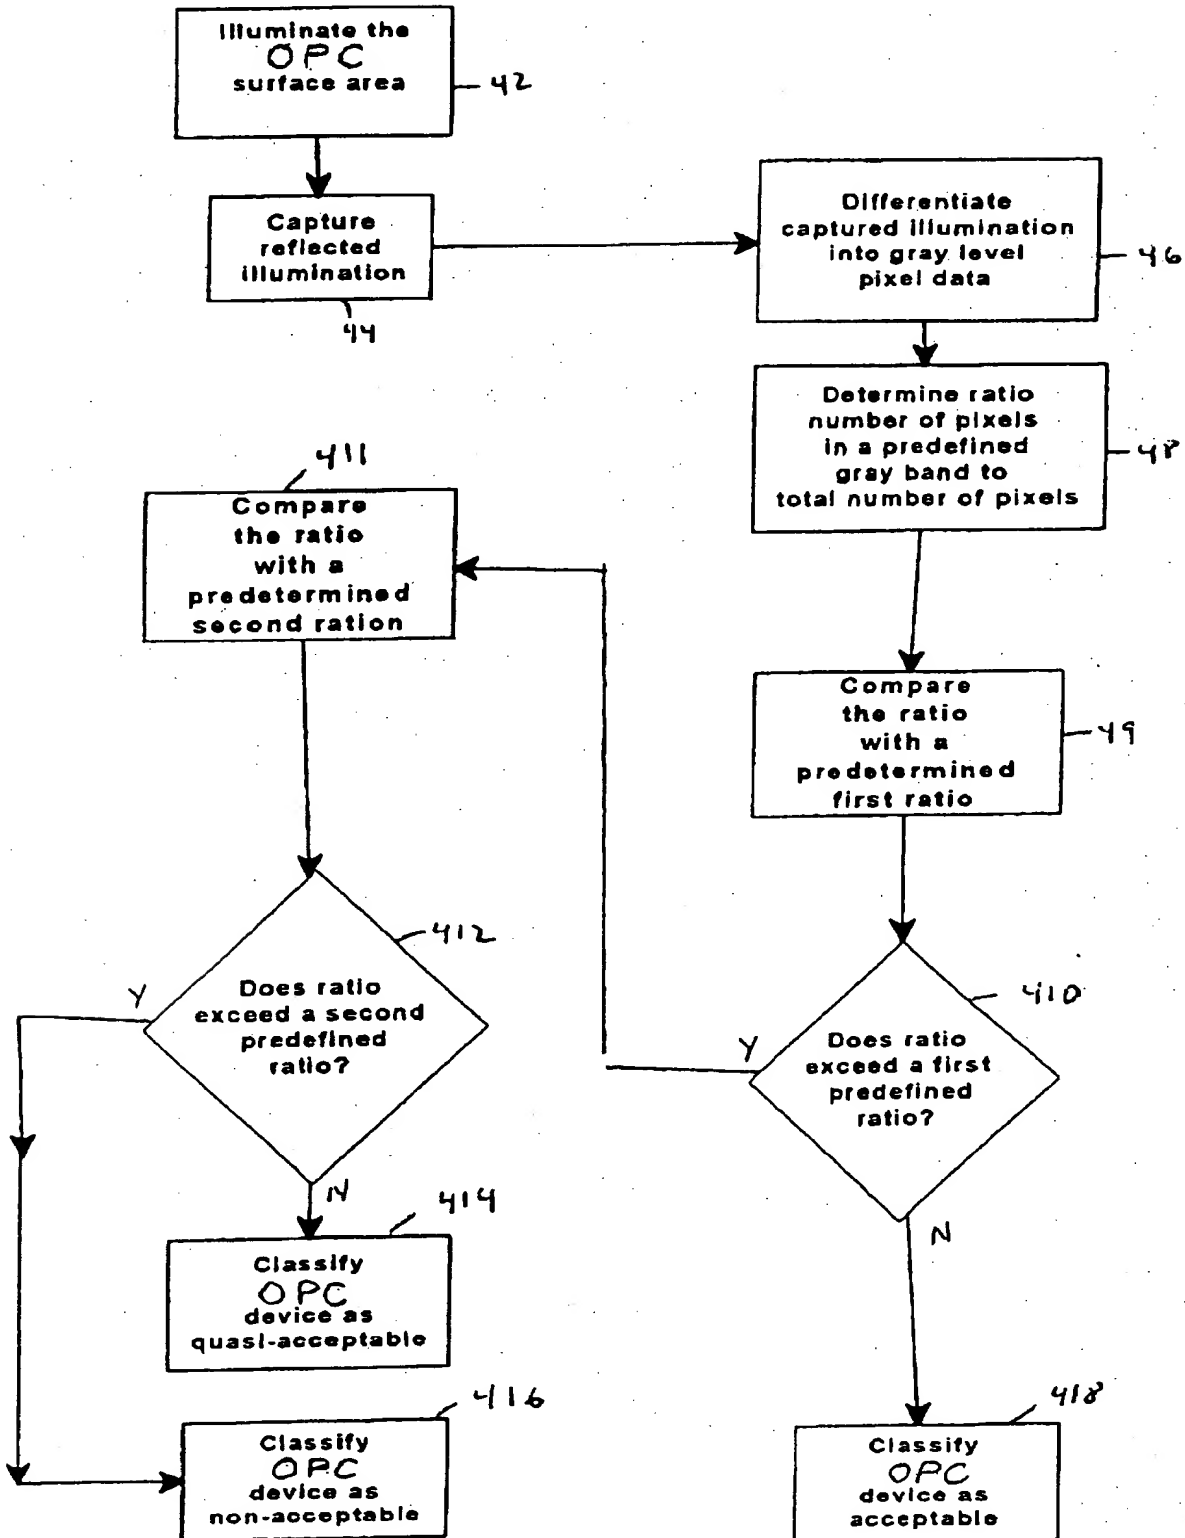 Illuminate the
OPC
surface area
42
Capture
reflected
illumination
44
Differentiate
captured illumination
into gray level
pixel data
46
Determine ratio
number of pixels
in a predefined
gray band to
total number of pixels
48
Compare
the ratio
with a
predetermined
first ratio
49
Does ratio
exceed a first
predefined
ratio?
410
Y
N
411
Compare
the ratio
with a
predetermined
second ration
412
Does ratio
exceed a second
predefined
ratio?
Y
N
414
Classify
OPC
device as
quasi-acceptable
416
Classify
OPC
device as
non-acceptable
418
Classify
OPC
device as
acceptable